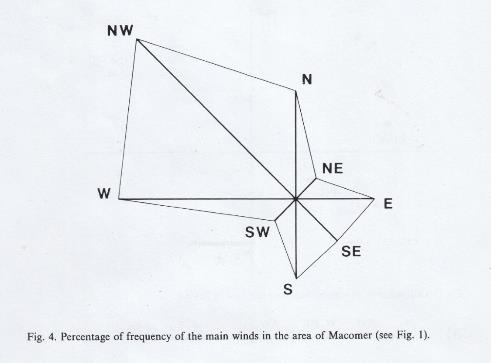 NW
N
NE
W
E
SW
SE
S
Fig. 4. Percentage of frequency of the main winds in the area of Macomer (see Fig. 1).